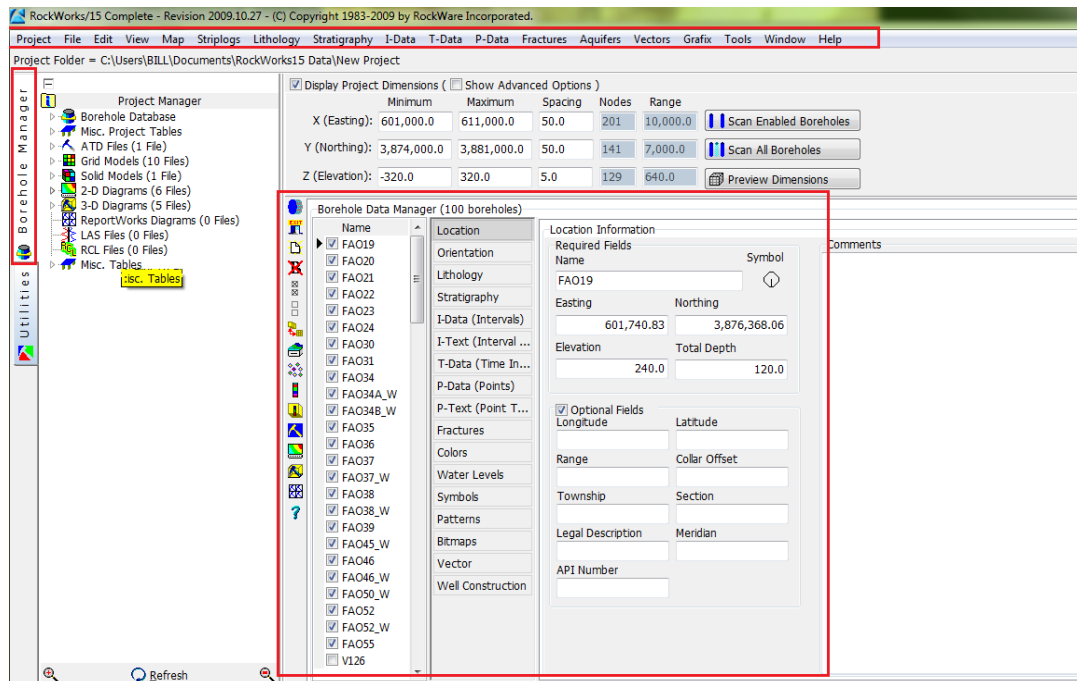 RockWorks/15 Complete - Revision 2009.10.27 - (C) Copyright 1983-2009 by RockWare Incorporated.
Project File Edit View Map Striplogs Lithology Stratigraphy I-Data T-Data P-Data Fractures Aquifers Vectors Grafix Tools Window Help
Project Folder = C:\Users\BILL\Documents\RockWorks15 Data\New Project
Borehole Manager
Utilities
Project Manager
Borehole Database
Misc. Project Tables
ATD Files (1 File)
Grid Models (10 Files)
Solid Models (1 File)
2-D Diagrams (6 Files)
3-D Diagrams (5 Files)
ReportWorks Diagrams (0 Files)
LAS Files (0 Files)
RCL Files (0 Files)
Misc. Tables
:isc. Tables
Refresh
Display Project Dimensions ( Show Advanced Options )
Minimum Maximum Spacing Nodes Range
X (Easting): 601,000.0 611,000.0 50.0 201 10,000.0 Scan Enabled Boreholes
Y (Northing): 3,874,000.0 3,881,000.0 50.0 141 7,000.0 Scan All Boreholes
Z (Elevation): -320.0 320.0 5.0 129 640.0 Preview Dimensions
Borehole Data Manager (100 boreholes)
EXIT
Name
FAO19
FAO20
FAO21
FAO22
FAO23
FAO24
FAO30
FAO31
FAO34
FAO34A_W
FAO34B_W
FAO35
FAO36
FAO37
FAO37_W
FAO38
FAO38_W
FAO39
FAO45_W
FAO46
FAO46_W
FAO50_W
FAO52
FAO52_W
FAO55
V126
Location
Orientation
Lithology
Stratigraphy
I-Data (Intervals)
I-Text (Interval ...
T-Data (Time In...
P-Data (Points)
P-Text (Point T...
Fractures
Colors
Water Levels
Symbols
Patterns
Bitmaps
Vector
Well Construction
Location Information
Required Fields
Name Symbol
FAO19
Easting Northing
601,740.83 3,876,368.06
Elevation Total Depth
240.0 120.0
Optional Fields
Longitude Latitude
Range Collar Offset
Township Section
Legal Description Meridian
API Number
Comments